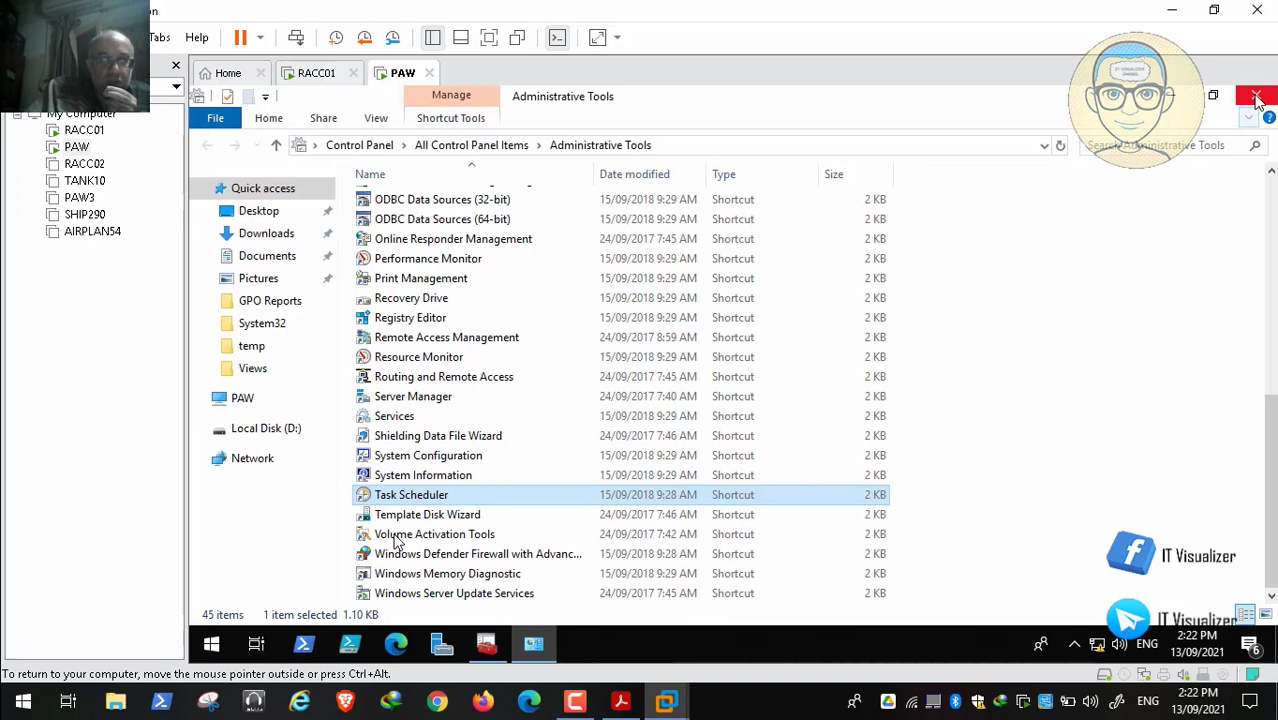 on
Tabs Help
Home RACC01 PAW
IT VISUALIZER
CHANNEL
Manage Administrative Tools
File Home Share View Shortcut Tools
Control Panel All Control Panel Items Administrative Tools Search Administrative Tools
My Computer
RACC01
PAW
RACC02
TANK10
PAW3
SHIP290
AIRPLAN54
Quick access
Desktop
Downloads
Documents
Pictures
GPO Reports
System32
temp
Views
PAW
Local Disk (D:)
Network
Name Date modified Type Size
ODBC Data Sources (32-bit) 15/09/2018 9:29 AM Shortcut 2 KB
ODBC Data Sources (64-bit) 15/09/2018 9:29 AM Shortcut 2 KB
Online Responder Management 24/09/2017 7:45 AM Shortcut 2 KB
Performance Monitor 15/09/2018 9:29 AM Shortcut 2 KB
Print Management 15/09/2018 9:29 AM Shortcut 2 KB
Recovery Drive 15/09/2018 9:29 AM Shortcut 2 KB
Registry Editor 15/09/2018 9:29 AM Shortcut 2 KB
Remote Access Management 24/09/2017 8:59 AM Shortcut 2 KB
Resource Monitor 15/09/2018 9:29 AM Shortcut 2 KB
Routing and Remote Access 24/09/2017 7:45 AM Shortcut 2 KB
Server Manager 24/09/2017 7:40 AM Shortcut 2 KB
Services 15/09/2018 9:29 AM Shortcut 2 KB
Shielding Data File Wizard 24/09/2017 7:46 AM Shortcut 2 KB
System Configuration 15/09/2018 9:29 AM Shortcut 2 KB
System Information 15/09/2018 9:29 AM Shortcut 2 KB
Task Scheduler 15/09/2018 9:28 AM Shortcut 2 KB
Template Disk Wizard 24/09/2017 7:46 AM Shortcut 2 KB
Volume Activation Tools 24/09/2017 7:42 AM Shortcut 2 KB
Windows Defender Firewall with Advanc... 15/09/2018 9:28 AM Shortcut 2 KB
Windows Memory Diagnostic 15/09/2018 9:29 AM Shortcut 2 KB
Windows Server Update Services 24/09/2017 7:45 AM Shortcut 2 KB
IT Visualizer
IT Visualizer
45 items 1 item selected 1.10 KB
ENG 2:22 PM
13/09/2021 6
To return to your computer, move the mouse pointer outside or press Ctrl+Alt.
ENG 2:22 PM
13/09/2021